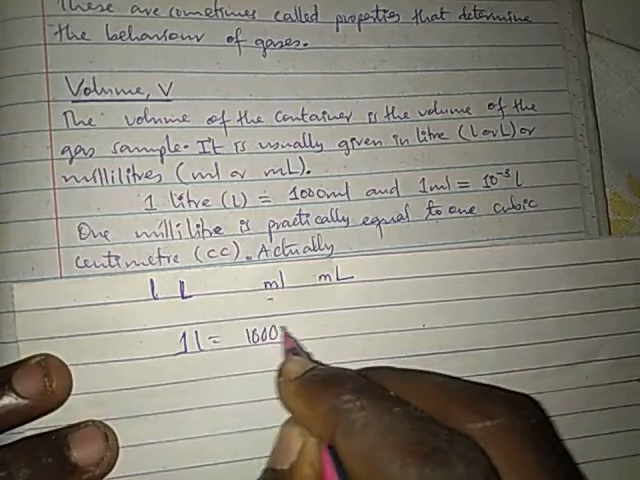 These are sometimes called properties that determine
the behaviour of gases.
Volume, V
The volume of the container is the volume of the
gas sample. It is usually given in litre (l or L) or
millilitres (ml or mL).
1 litre (l) = 1000ml and 1ml = 10⁻³ l
One millilitre is practically equal to one cubic
centimetre (cc). Actually
l L ml mL
1l = 1000